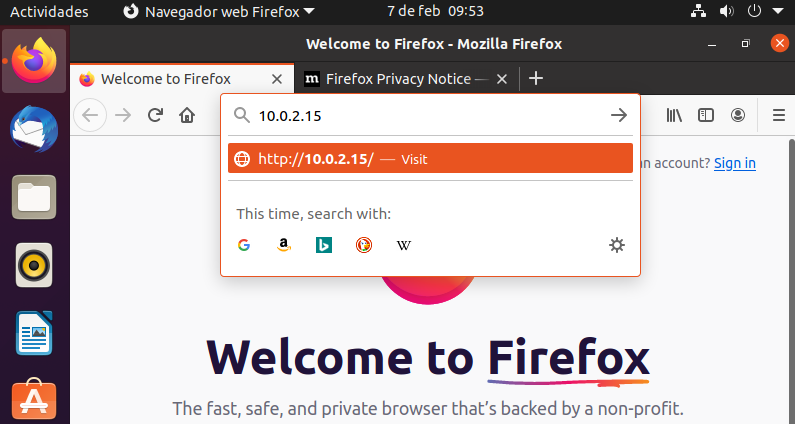 Actividades Navegador web Firefox 7 de feb 09:53
Welcome to Firefox - Mozilla Firefox
Welcome to Firefox m Firefox Privacy Notice —
10.0.2.15
http://10.0.2.15/ — Visit
an account? Sign in
This time, search with:
G a b W
Welcome to Firefox
The fast, safe, and private browser that’s backed by a non-profit.